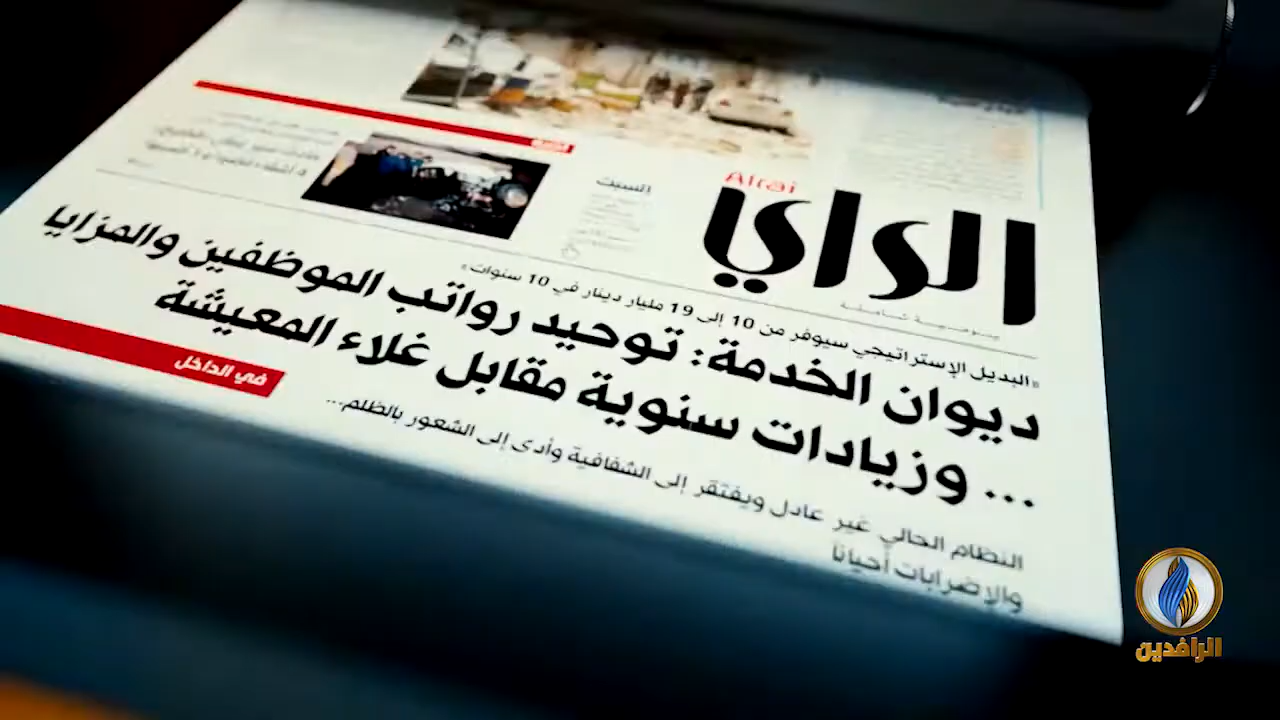 السبت
Alrai
الراي
يومية شاملة
«البديل الإستراتيجي سيوفر من 10 إلى 19 مليار دينار في 10 سنوات»
ديوان الخدمة: توحيد رواتب الموظفين والمزايا
... وزيادات سنوية مقابل غلاء المعيشة
في الداخل
النظام الحالي غير عادل ويفتقر إلى الشفافية وأدى إلى الشعور بالظلم...
والإضرابات أحياناً
الرافدين